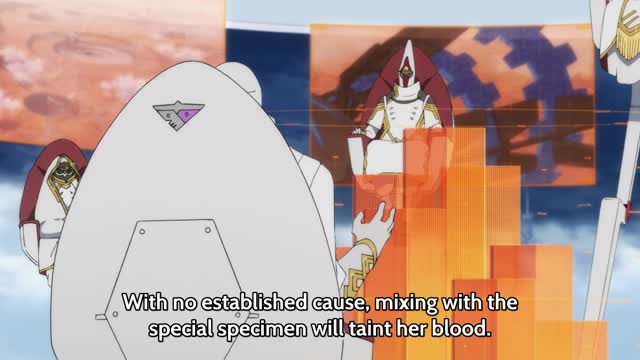 With no established cause, mixing with the
special specimen will taint her blood.